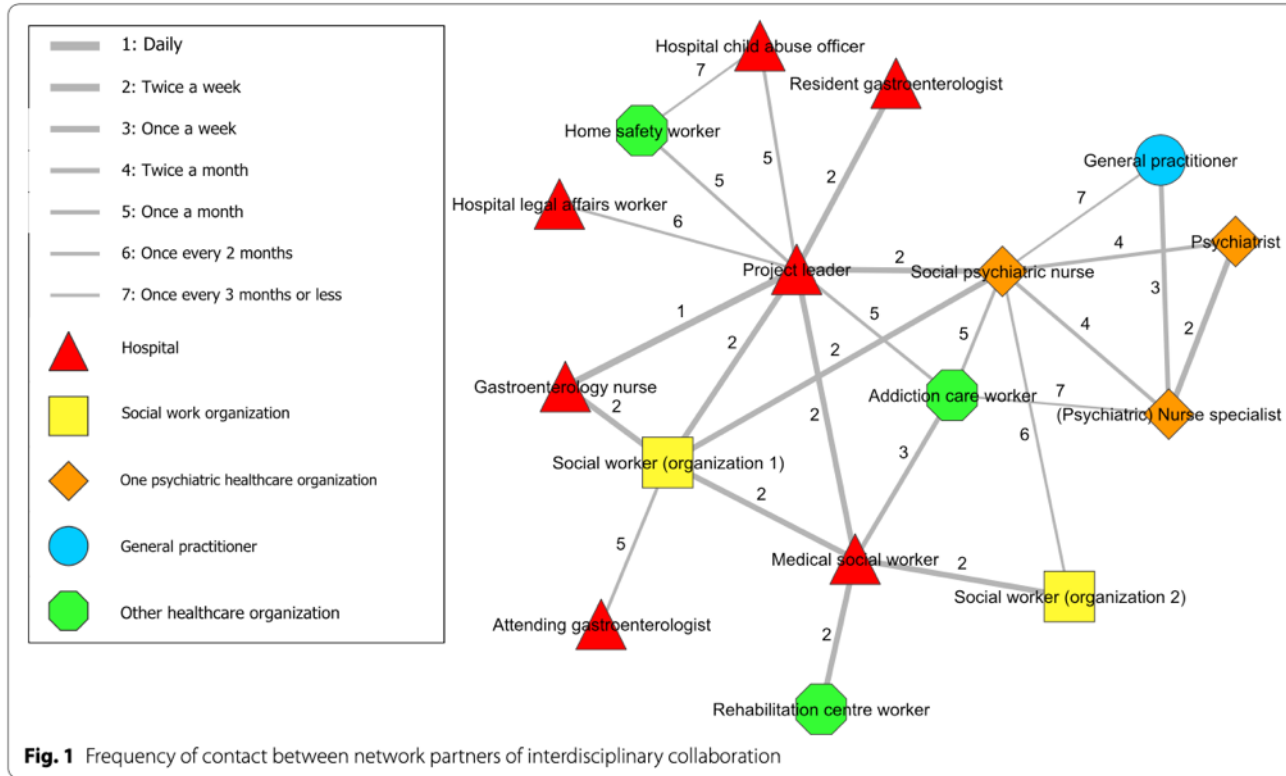 1: Daily
2: Twice a week
3: Once a week
4: Twice a month
5: Once a month
6: Once every 2 months
7: Once every 3 months or less
Hospital
Social work organization
One psychiatric healthcare organization
General practitioner
Other healthcare organization
Hospital child abuse officer
7
Resident gastroenterologist
Home safety worker
5
5
2
General practitioner
Hospital legal affairs worker
6
7
4
Psychiatrist
Project leader
2
Social psychiatric nurse
3
1
2
5
2
5
4
2
Gastroenterology nurse
2
2
Addiction care worker
7
(Psychiatric) Nurse specialist
Social worker (organization 1)
3
6
2
5
Medical social worker
2
Social worker (organization 2)
Attending gastroenterologist
2
Rehabilitation centre worker
Fig. 1 Frequency of contact between network partners of interdisciplinary collaboration